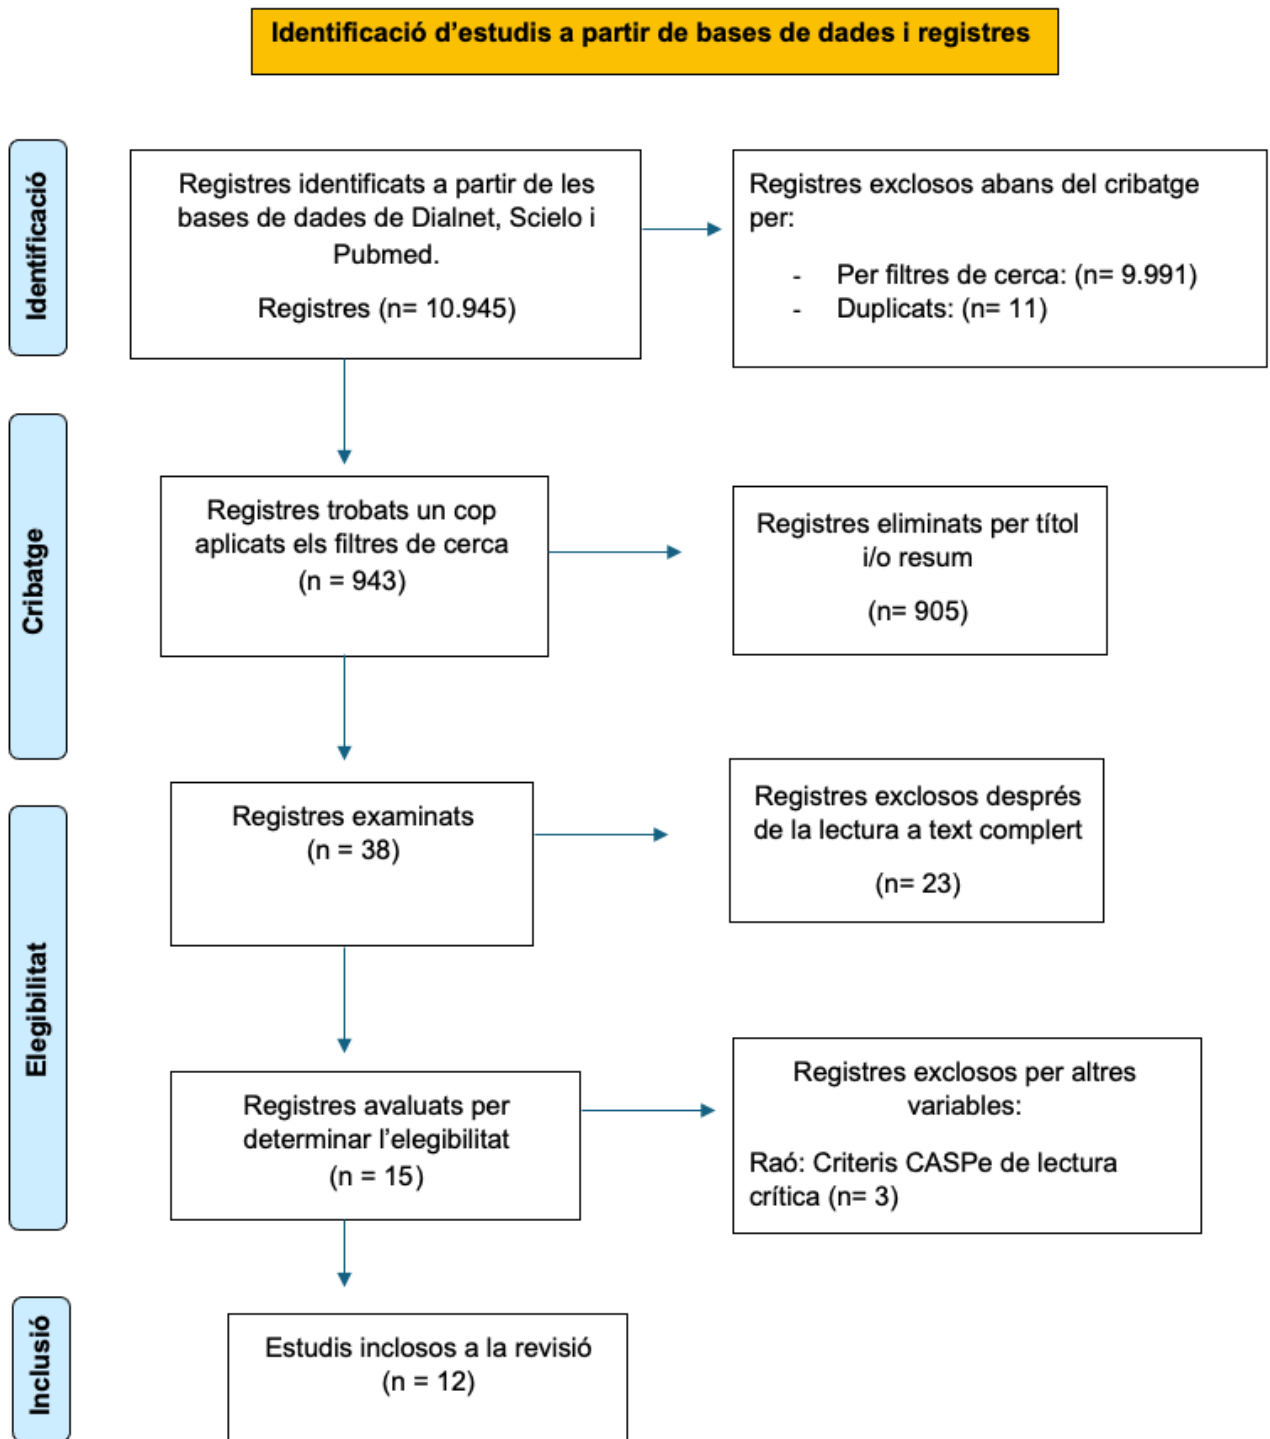 Identificació d’estudis a partir de bases de dades i registres
Identificació
Registres identificats a partir de les
bases de dades de Dialnet, Scielo i
Pubmed.
Registres (n= 10.945)
Registres exclosos abans del cribatge
per:
- Per filtres de cerca: (n= 9.991)
- Duplicats: (n= 11)
Cribatge
Registres trobats un cop
aplicats els filtres de cerca
(n = 943)
Registres eliminats per títol
i/o resum
(n= 905)
Elegibilitat
Registres examinats
(n = 38)
Registres exclosos després
de la lectura a text complert
(n= 23)
Registres avaluats per
determinar l’elegibilitat
(n = 15)
Registres exclosos per altres
variables:
Raó: Criteris CASPe de lectura
crítica (n= 3)
Inclusió
Estudis inclosos a la revisió
(n = 12)